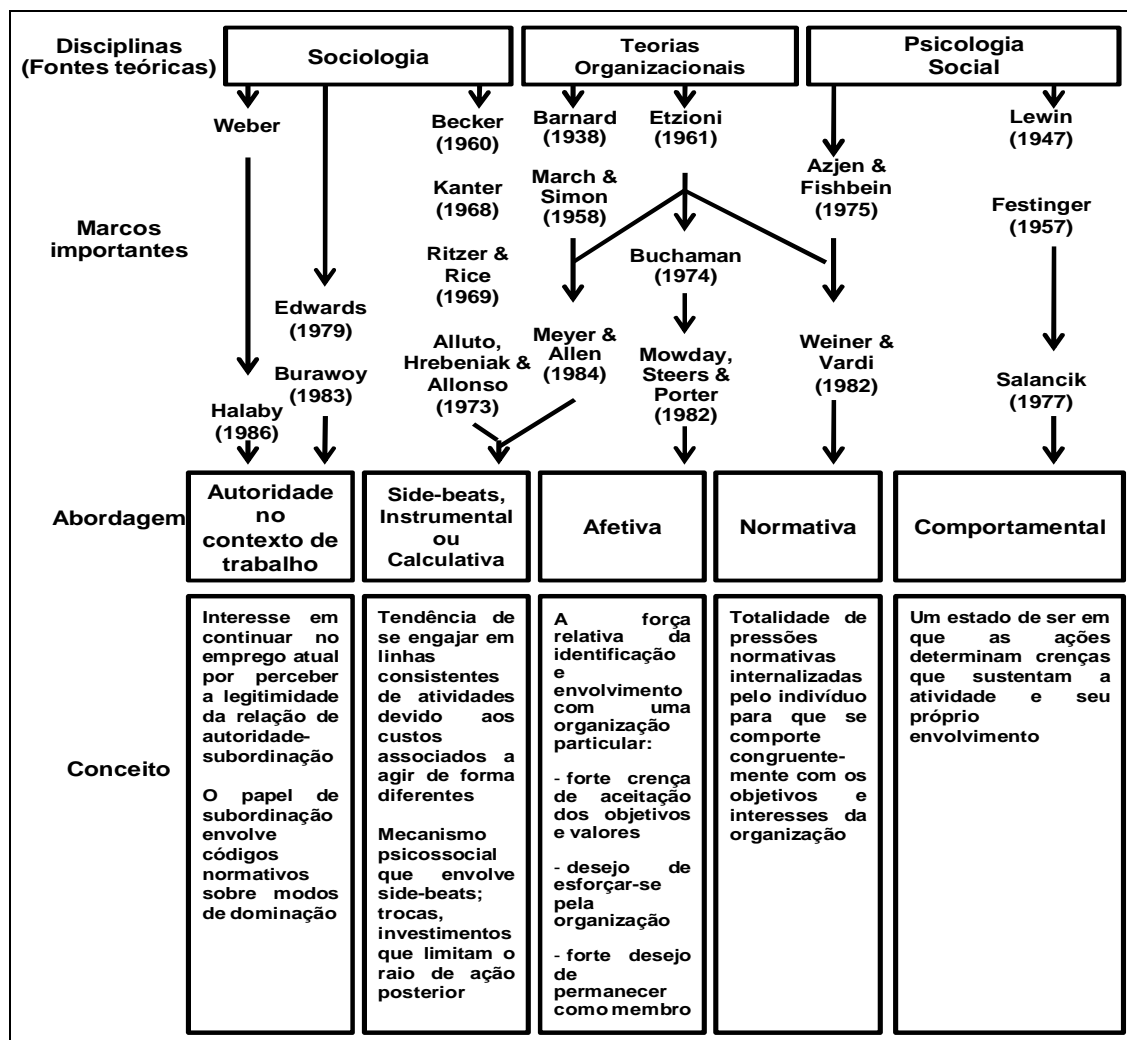 Disciplinas
(Fontes teóricas)
Sociologia
Teorias
Organizacionais
Psicologia
Social
Marcos
importantes
Weber
Halaby
(1986)
Edwards
(1979)
Burawoy
(1983)
Becker
(1960)
Kanter
(1968)
Ritzer &
Rice
(1969)
Alluto,
Hrebeniak &
Allonso
(1973)
Barnard
(1938)
March &
Simon
(1958)
Meyer &
Allen
(1984)
Etzioni
(1961)
Buchaman
(1974)
Mowday,
Steers &
Porter
(1982)
Azjen &
Fishbein
(1975)
Weiner &
Vardi
(1982)
Lewin
(1947)
Festinger
(1957)
Salancik
(1977)
Abordagem
Autoridade
no
contexto de
trabalho
Side-beats,
Instrumental
ou
Calculativa
Afetiva
Normativa
Comportamental
Conceito
Interesse em
continuar no
emprego atual
por perceber
a legitimidade
da relação de
autoridade-
subordinação
O papel de
subordinação
envolve
códigos
normativos
sobre modos
de dominação
Tendência de
se engajar em
linhas
consistentes
de atividades
devido aos
custos
associados a
agir de forma
diferentes
Mecanismo
psicossocial
que envolve
side-beats;
trocas,
investimentos
que limitam o
raio de ação
posterior
A força
relativa da
identificação
e
envolvimento
com uma
organização
particular:
- forte crença
de aceitação
dos objetivos
e valores
- desejo de
esforçar-se
pela
organização
- forte desejo
de
permanecer
como membro
Totalidade de
pressões
normativas
internalizadas
pelo indivíduo
para que se
comporte
congruente-
mente com os
objetivos e
interesses da
organização
Um estado de ser em
que as ações
determinam crenças
que sustentam a
atividade e seu
próprio
envolvimento